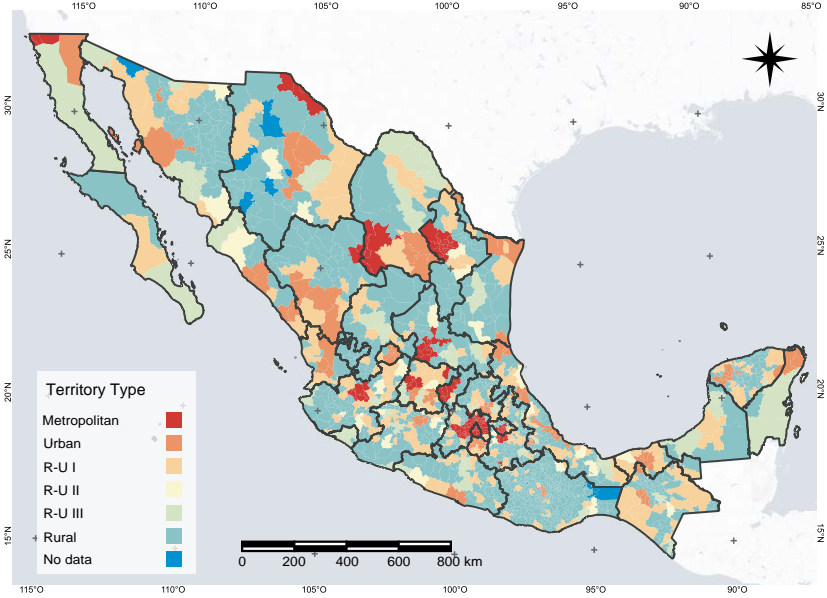 115°O 110°O 105°O 100°O 95°O 90°O 85°O
30°N 30°N
25°N 25°N
20°N 20°N
15°N 15°N
Territory Type
Metropolitan
Urban
R-U I
R-U II
R-U III
Rural
No data
0 200 400 600 800 km
115°O 110°O 105°O 100°O 95°O 90°O